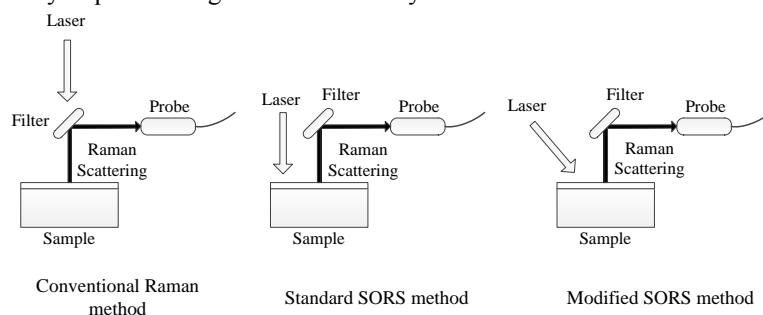 Laser
Filter
Probe
Raman
Scattering
Sample
Conventional Raman
method
Laser
Filter
Probe
Raman
Scattering
Sample
Standard SORS method
Laser
Filter
Probe
Raman
Scattering
Sample
Modified SORS method